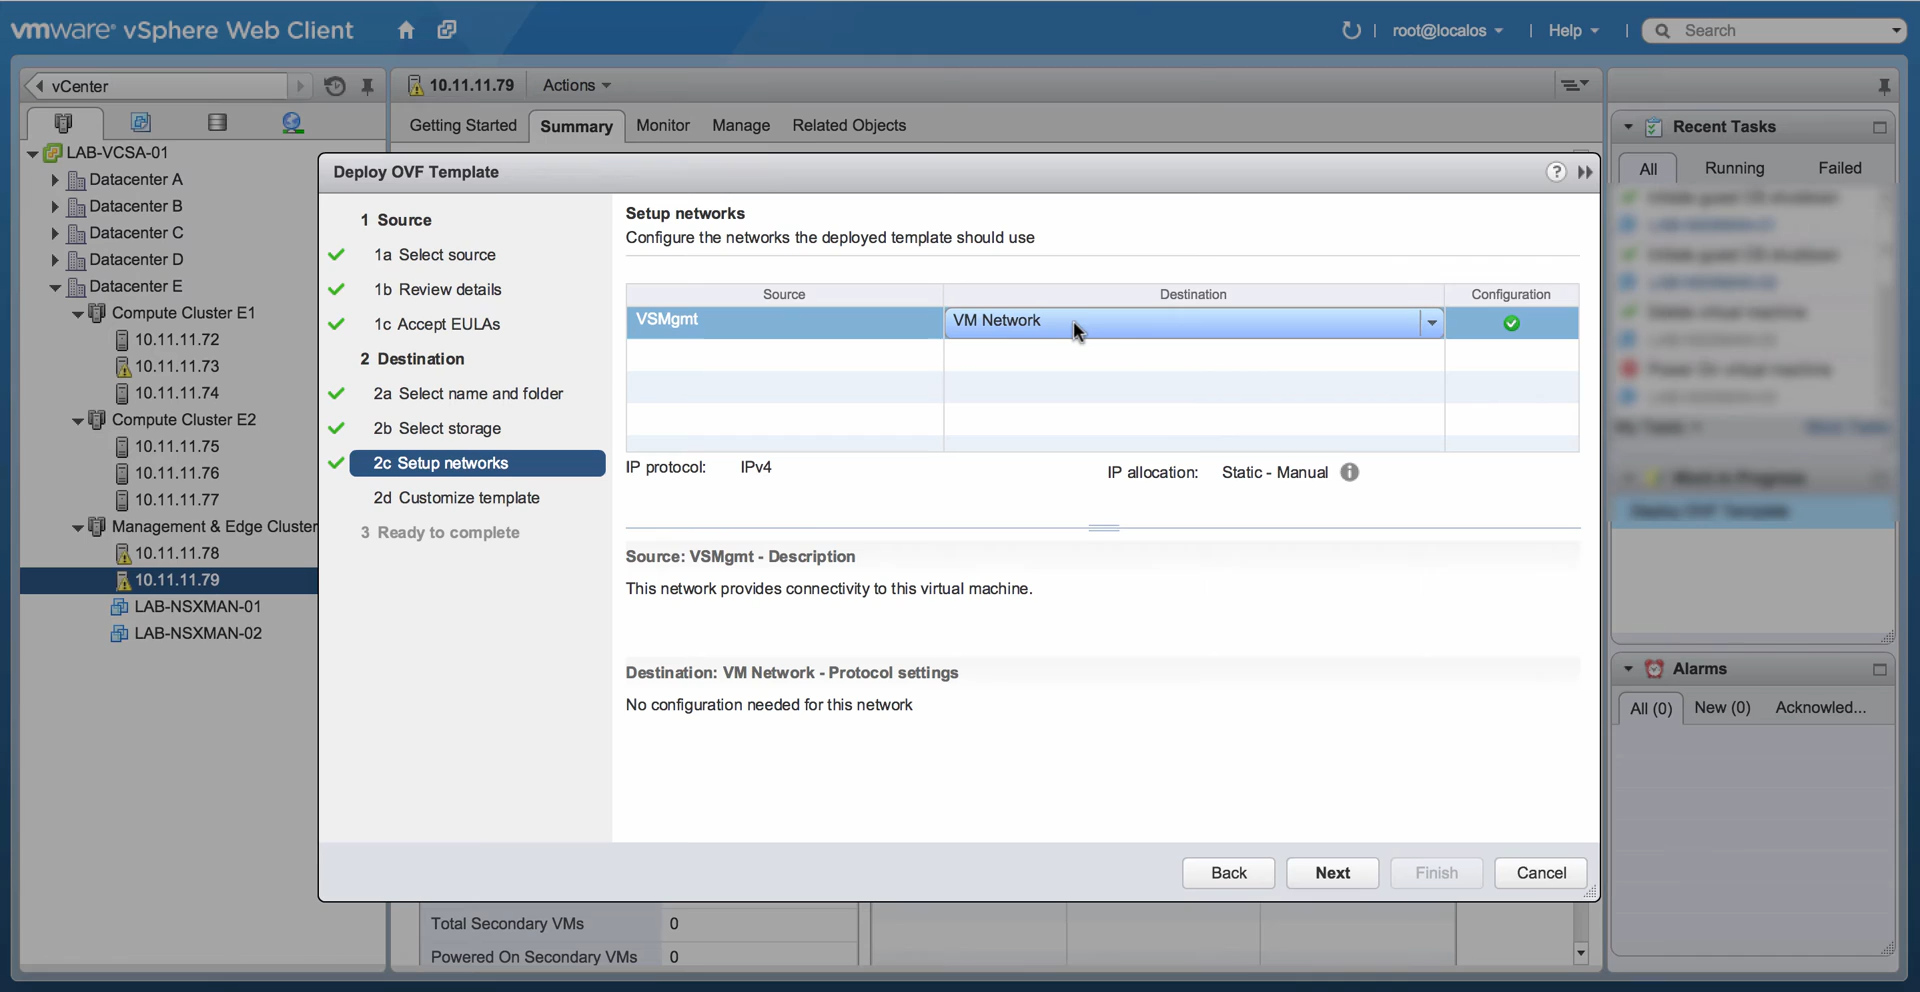 vmware® vSphere Web Client
root@localos
Help
Search
vCenter
LAB-VCSA-01
Datacenter A
Datacenter B
Datacenter C
Datacenter D
Datacenter E
Compute Cluster E1
10.11.11.72
10.11.11.73
10.11.11.74
Compute Cluster E2
10.11.11.75
10.11.11.76
10.11.11.77
Management & Edge Cluster
10.11.11.78
10.11.11.79
LAB-NSXMAN-01
LAB-NSXMAN-02
10.11.11.79
Actions
Getting Started
Summary
Monitor
Manage
Related Objects
Deploy OVF Template
1 Source
1a Select source
1b Review details
1c Accept EULAs
2 Destination
2a Select name and folder
2b Select storage
2c Setup networks
2d Customize template
3 Ready to complete
Setup networks
Configure the networks the deployed template should use
Source
Destination
Configuration
VSMgmt
VM Network
IP protocol: IPv4
IP allocation: Static - Manual
Source: VSMgmt - Description
This network provides connectivity to this virtual machine.
Destination: VM Network - Protocol settings
No configuration needed for this network
Back
Next
Finish
Cancel
Total Secondary VMs 0
Powered On Secondary VMs 0
Recent Tasks
All
Running
Failed
Alarms
All (0)
New (0)
Acknowled...